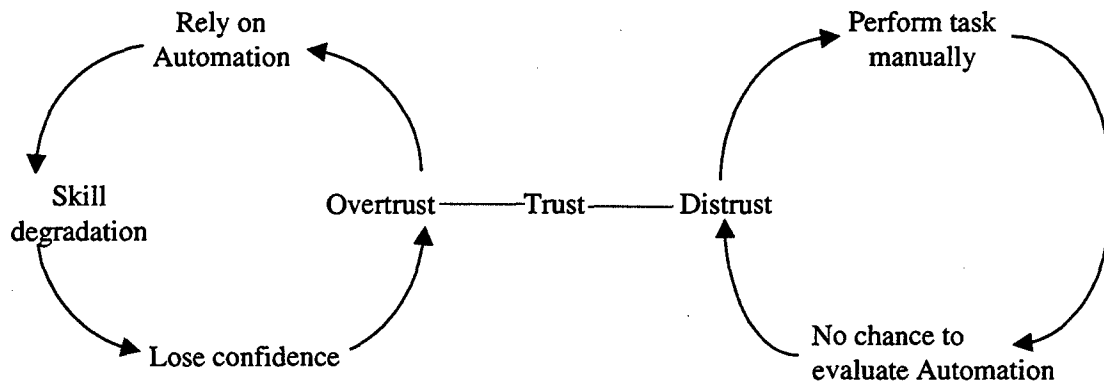 Rely on
Automation
Perform task
manually
Skill
degradation
Overtrust
Trust
Distrust
Lose confidence
No chance to
evaluate Automation